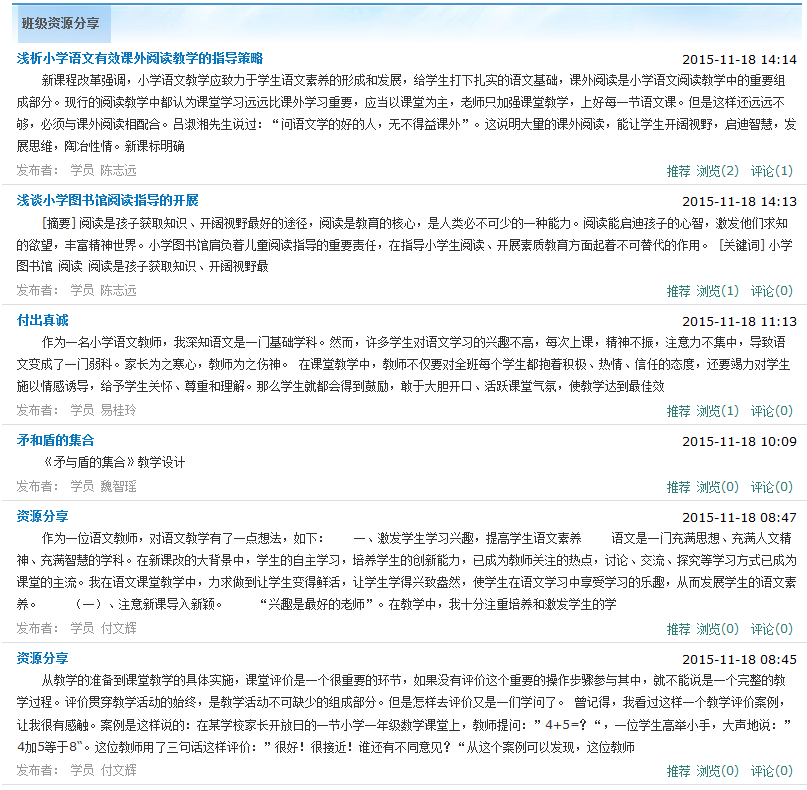 班级资源分享
浅析小学语文有效课外阅读教学的指导策略 2015-11-18 14:14
新课程改革强调，小学语文教学应致力于学生语文素养的形成和发展，给学生打下扎实的语文基础，课外阅读是小学语文阅读教学中的重要组
成部分。现行的阅读教学中都认为课堂学习远远比课外学习重要，应当以课堂为主，老师只加强课堂教学，上好每一节语文课。但是这样还远远不
够，必须与课外阅读相配合。吕淑湘先生说过：“问语文学的好的人，无不得益课外”。这说明大量的课外阅读，能让学生开阔视野，启迪智慧，发
展思维，陶冶性情。新课标明确
发布者： 学员 陈志远 推荐 浏览(2) 评论(1)
浅谈小学图书馆阅读指导的开展 2015-11-18 14:13
[摘要] 阅读是孩子获取知识、开阔视野最好的途径，阅读是教育的核心，是人类必不可少的一种能力。阅读能启迪孩子的心智，激发他们求知
的欲望，丰富精神世界。小学图书馆肩负着儿童阅读指导的重要责任，在指导小学生阅读、开展素质教育方面起着不可替代的作用。 [关键词] 小学
图书馆 阅读 阅读是孩子获取知识、开阔视野最
发布者： 学员 陈志远 推荐 浏览(1) 评论(0)
付出真诚 2015-11-18 11:13
作为一名小学语文教师，我深知语文是一门基础学科。然而，许多学生对语文学习的兴趣不高，每次上课，精神不振，注意力不集中，导致语
文变成了一门弱科。家长为之寒心，教师为之伤神。 在课堂教学中，教师不仅要对全班每个学生都抱着积极、热情、信任的态度，还要竭力对学生
施以情感诱导，给予学生关怀、尊重和理解。那么学生就都会得到鼓励，敢于大胆开口、活跃课堂气氛，使教学达到最佳效
发布者： 学员 易桂玲 推荐 浏览(1) 评论(0)
矛和盾的集合 2015-11-18 10:09
《矛与盾的集合》教学设计
发布者： 学员 魏智瑶 推荐 浏览(0) 评论(0)
资源分享 2015-11-18 08:47
作为一位语文教师，对语文教学有了一点想法，如下： 一、激发学生学习兴趣，提高学生语文素养 语文是一门充满思想、充满人文精
神、充满智慧的学科。在新课改的大背景中，学生的自主学习，培养学生的创新能力，已成为教师关注的热点，讨论、交流、探究等学习方式已成为
课堂的主流。我在语文课堂教学中，力求做到让学生变得鲜活，让学生学得兴致盎然，使学生在语文学习中享受学习的乐趣，从而发展学生的语文素
养。 （一）、注意新课导入新颖。 “兴趣是最好的老师”。在教学中，我十分注重培养和激发学生的学
发布者： 学员 付文辉 推荐 浏览(0) 评论(0)
资源分享 2015-11-18 08:45
从教学的准备到课堂教学的具体实施，课堂评价是一个很重要的环节，如果没有评价这个重要的操作步骤参与其中，就不能说是一个完整的教
学过程。评价贯穿教学活动的始终，是教学活动不可缺少的组成部分。但是怎样去评价又是一们学问了。 曾记得，我看过这样一个教学评价案例，
让我很有感触。案例是这样说的：在某学校家长开放日的一节小学一年级数学课堂上，教师提问：”4+5=？“，一位学生高举小手，大声地说：”
4加5等于8“。这位教师用了三句话这样评价：”很好！很接近！谁还有不同意见？“从这个案例可以发现，这位教师
发布者： 学员 付文辉 推荐 浏览(0) 评论(0)